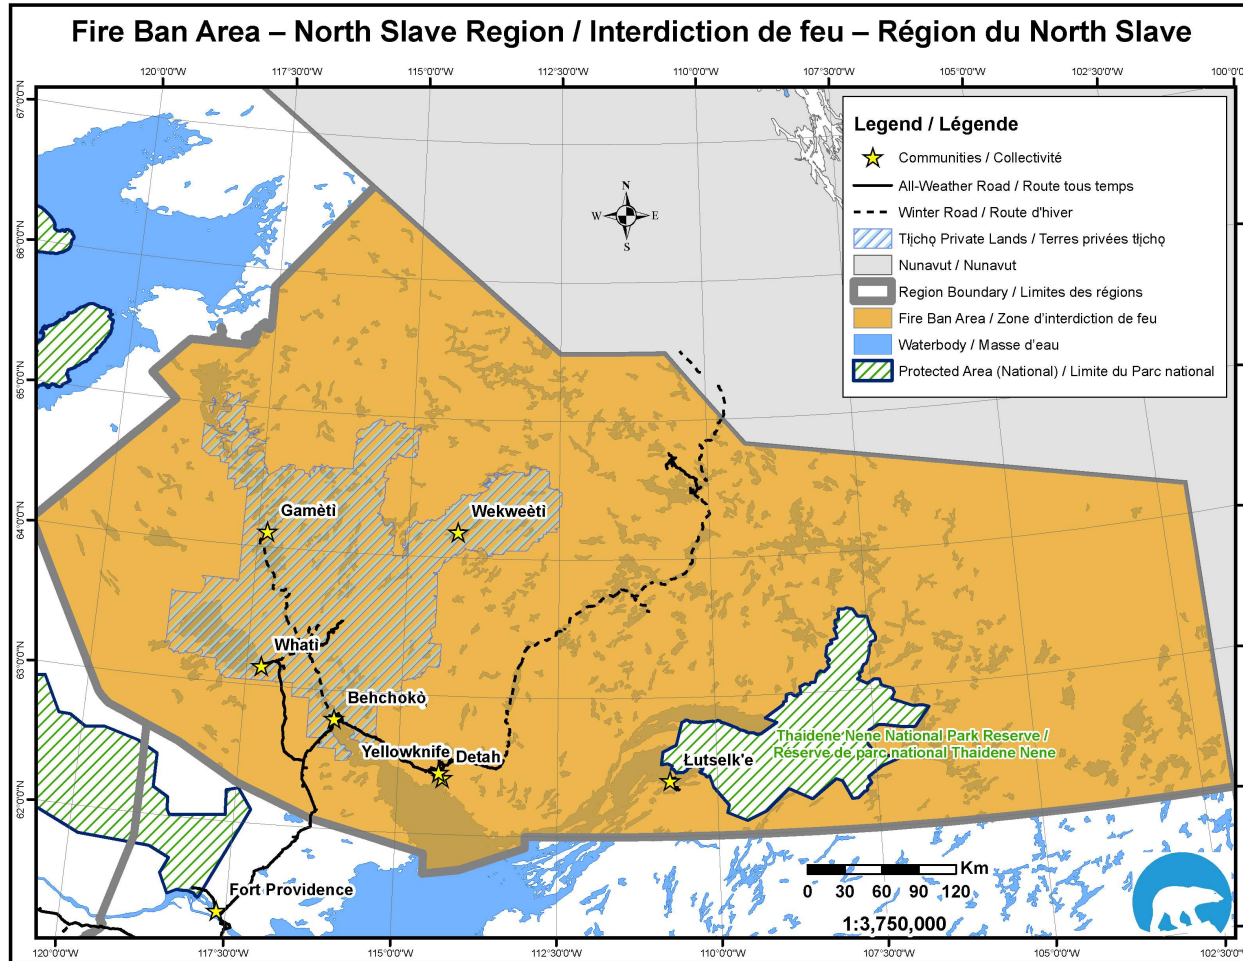 Fire Ban Area – North Slave Region / Interdiction de feu – Région du North Slave
120°0'0"W 117°30'0"W 115°0'0"W 112°30'0"W 110°0'0"W 107°30'0"W 105°0'0"W 102°30'0"W 100°0'0"W
67°0'0"N
66°0'0"N
65°0'0"N
64°0'0"N
63°0'0"N
62°0'0"N
Legend / Légende
Communities / Collectivité
All-Weather Road / Route tous temps
Winter Road / Route d'hiver
Tłı̨chǫ Private Lands / Terres privées tłı̨chǫ
Nunavut / Nunavut
Region Boundary / Limites des régions
Fire Ban Area / Zone d'interdiction de feu
Waterbody / Masse d'eau
Protected Area (National) / Limite du Parc national
N
W E
S
Gamètì
Wekweètì
Whatì
Behchokǫ̀
Yellowknife
Detah
Łutselk'e
Thaidene Nene National Park Reserve /
Réserve de parc national Thaidene Nene
Fort Providence
Km
0 30 60 90 120
1:3,750,000
120°0'0"W 117°30'0"W 115°0'0"W 112°30'0"W 110°0'0"W 107°30'0"W 105°0'0"W 102°30'0"W